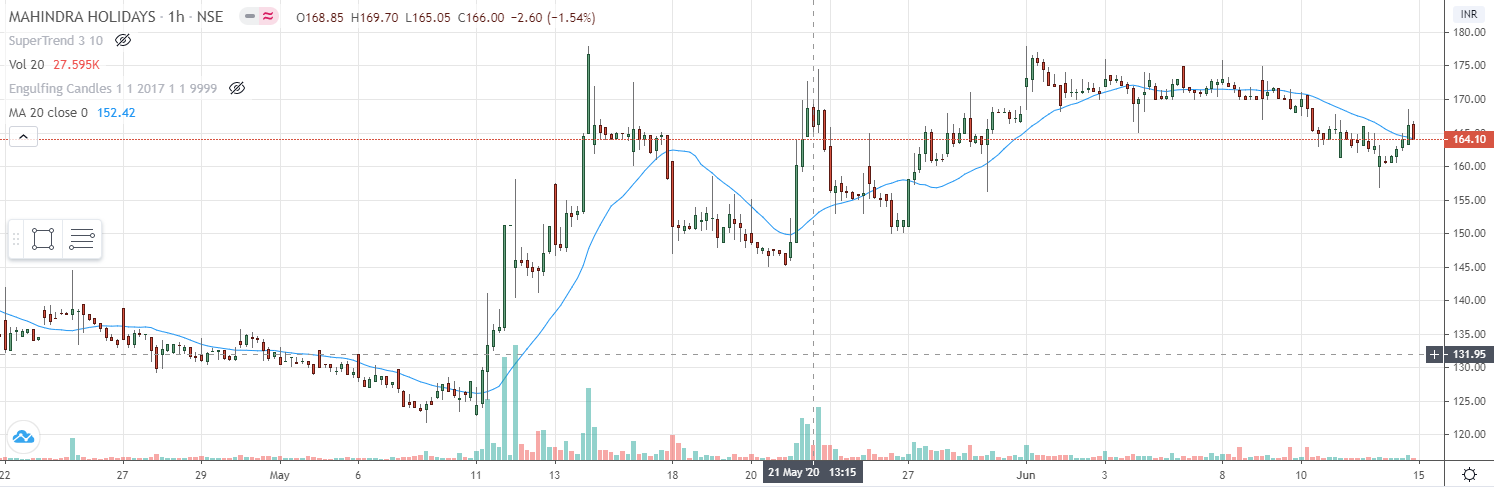 MAHINDRA HOLIDAYS · 1h · NSE O168.85 H169.70 L165.05 C166.00 −2.60 (−1.54%) INR
SuperTrend 3 10
Vol 20 27.595K
Engulfing Candles 1 1 2017 1 1 9999
MA 20 close 0 152.42
180.00
175.00
170.00
165.00
164.10
160.00
155.00
150.00
145.00
140.00
135.00
131.95
130.00
125.00
120.00
22 27 29 May 6 11 13 18 20 21 May '20 13:15 27 Jun 3 8 10 15